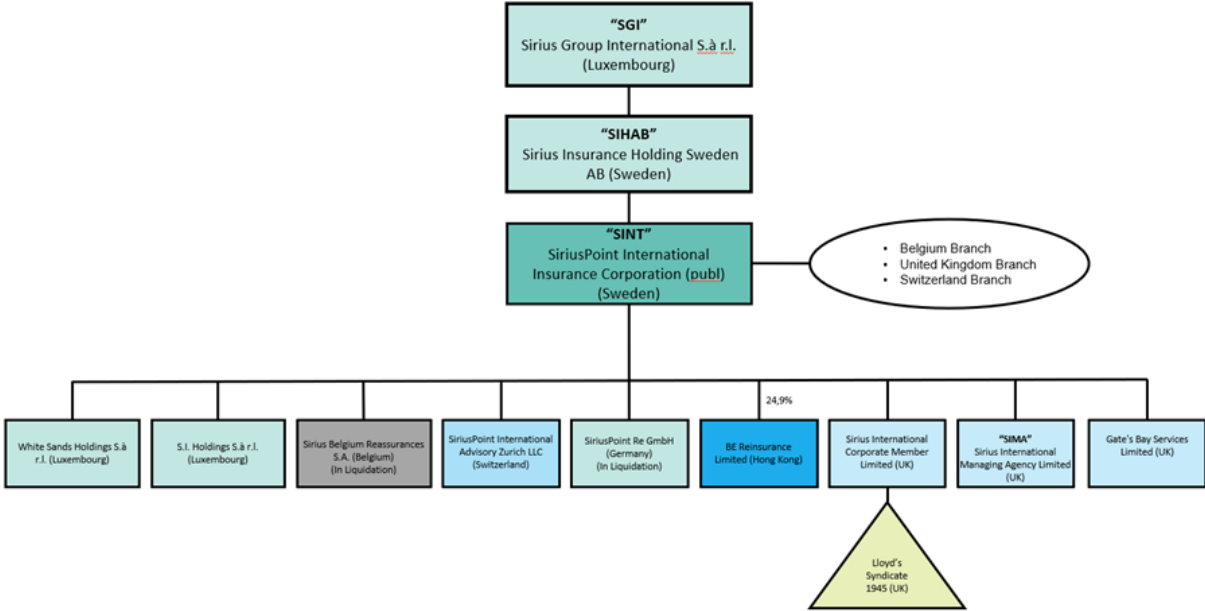 “SGI”
Sirius Group International S.à r.l.
(Luxembourg)
“SIHAB”
Sirius Insurance Holding Sweden
AB (Sweden)
“SINT”
SiriusPoint International
Insurance Corporation (publ)
(Sweden)
• Belgium Branch
• United Kingdom Branch
• Switzerland Branch
24,9%
White Sands Holdings S.à
r.l. (Luxembourg)
S.I. Holdings S.à r.l.
(Luxembourg)
Sirius Belgium Reassurances
S.A. (Belgium)
(In Liquidation)
SiriusPoint International
Advisory Zurich LLC
(Switzerland)
SiriusPoint Re GmbH
(Germany)
(In Liquidation)
BE Reinsurance
Limited (Hong Kong)
Sirius International
Corporate Member
Limited (UK)
“SIMA”
Sirius International
Managing Agency Limited
(UK)
Gate's Bay Services
Limited (UK)
Lloyd’s
Syndicate
1945 (UK)